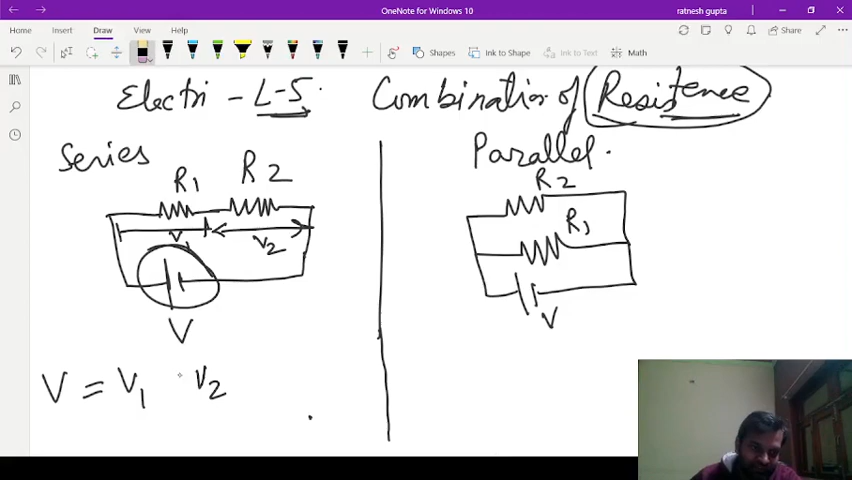 OneNote for Windows 10
ratnesh gupta
Home Insert Draw View Help
Share
Shapes Ink to Shape Ink to Text Math
Electri - L-5. Combination of Resistence
Series
Parallel.
R1 R2
R2
R1
V1 V2
V
V
V = V1 V2